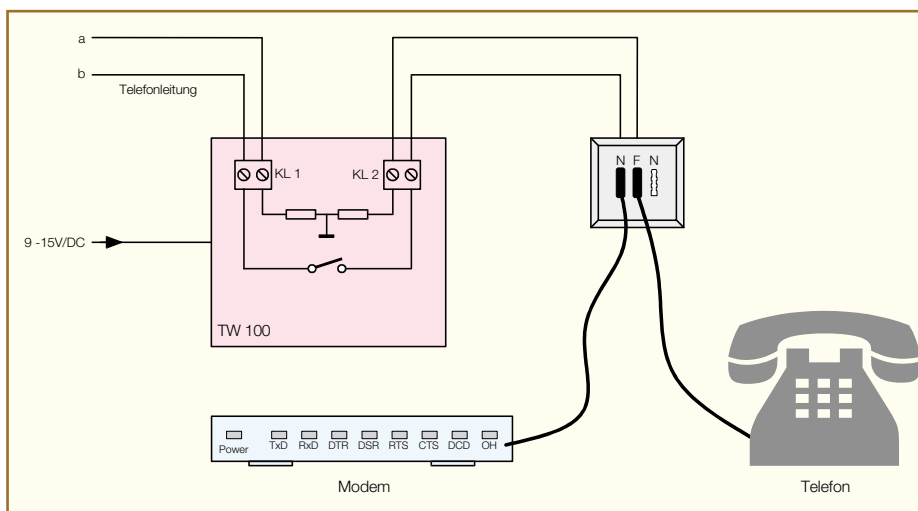 a
b
Telefonleitung
KL 1
KL 2
N F N
9 -15V/DC
TW 100
Power
TxD RxD DTR DSR RTS CTS DCD OH
Modem
Telefon